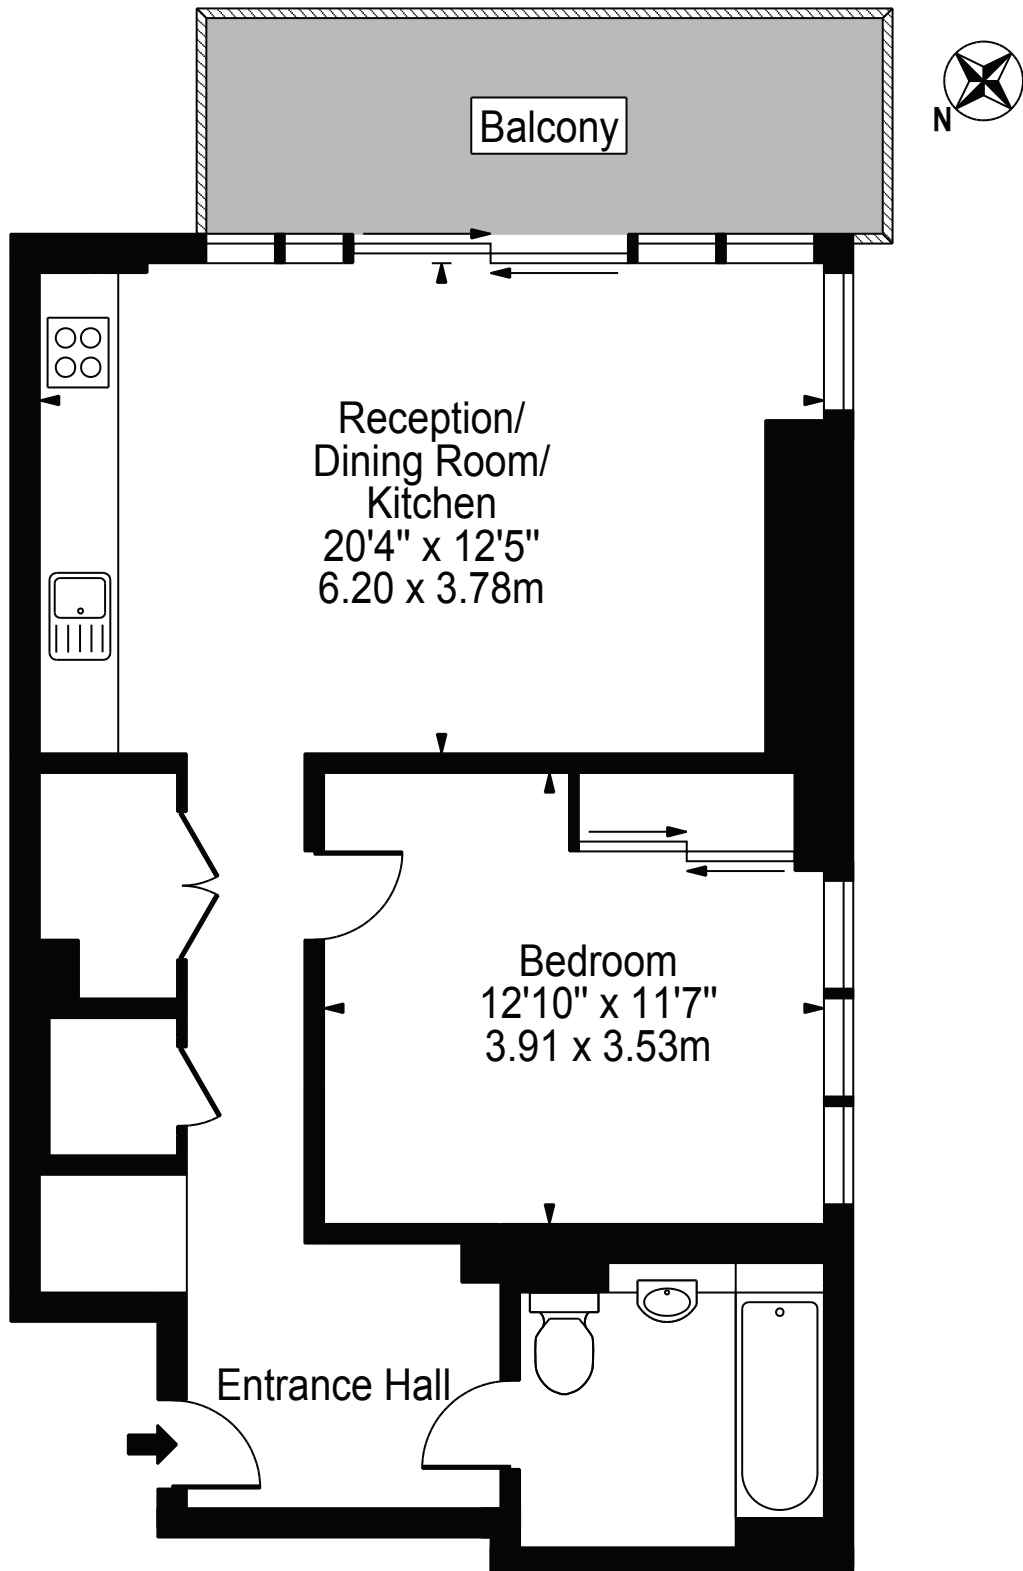 Balcony
N
Reception/
Dining Room/
Kitchen
20'4" x 12'5"
6.20 x 3.78m
Bedroom
12'10" x 11'7"
3.91 x 3.53m
Entrance Hall